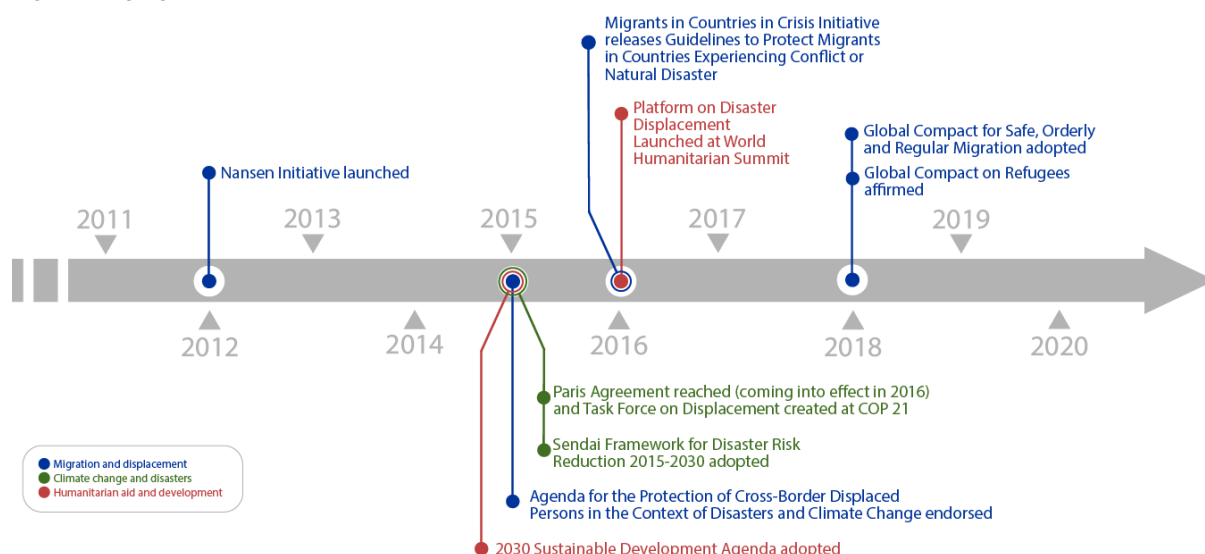 Migrants in Countries in Crisis Initiative
releases Guidelines to Protect Migrants
in Countries Experiencing Conflict or
Natural Disaster
Platform on Disaster
Displacement
Launched at World
Humanitarian Summit
Global Compact for Safe, Orderly
and Regular Migration adopted
Global Compact on Refugees
affirmed
Nansen Initiative launched
2011
2013
2015
2017
2019
2012
2014
2016
2018
2020
Paris Agreement reached (coming into effect in 2016)
and Task Force on Displacement created at COP 21
Sendai Framework for Disaster Risk
Reduction 2015-2030 adopted
Agenda for the Protection of Cross-Border Displaced
Persons in the Context of Disasters and Climate Change endorsed
2030 Sustainable Development Agenda adopted
Migration and displacement
Climate change and disasters
Humanitarian aid and development